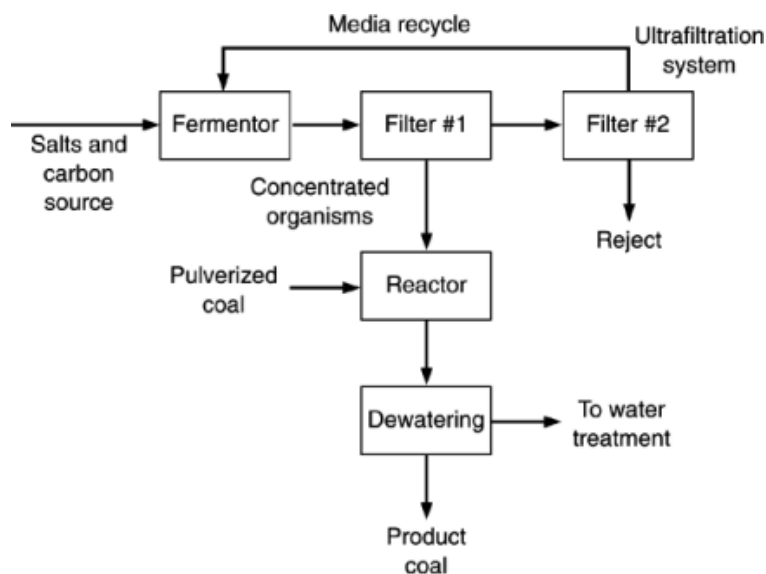 Media recycle
Ultrafiltration
system
Fermentor
Filter #1
Filter #2
Salts and
carbon
source
Concentrated
organisms
Reject
Pulverized
coal
Reactor
Dewatering
To water
treatment
Product
coal